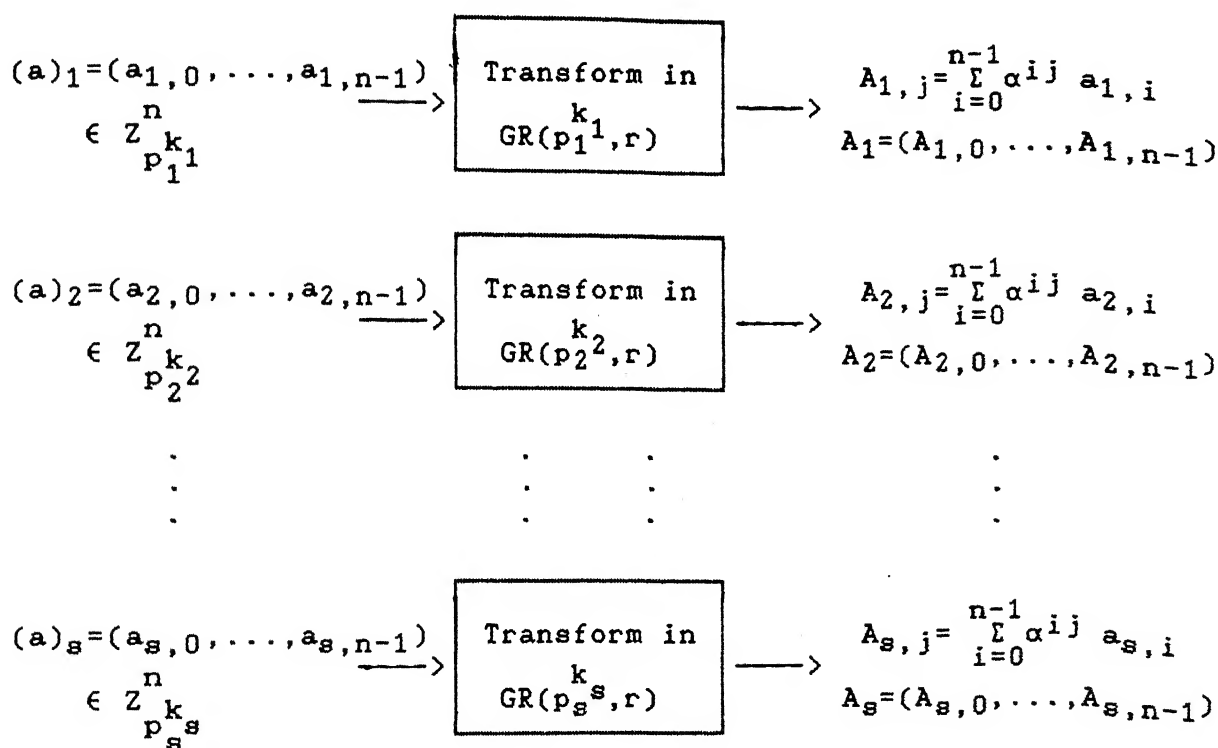 (a)₁=(a₁,₀,...,a₁,ₙ₋₁) ⟶ Transform in GR(p₁^k₁,r) ⟶ A₁,ⱼ=Σ_{i=0}^{n-1} α^{ij} a₁,ᵢ
ϵ Z^n_{p₁^k₁} A₁=(A₁,₀,...,A₁,ₙ₋₁)
(a)₂=(a₂,₀,...,a₂,ₙ₋₁) ⟶ Transform in GR(p₂^k₂,r) ⟶ A₂,ⱼ=Σ_{i=0}^{n-1} α^{ij} a₂,ᵢ
ϵ Z^n_{p₂^k₂} A₂=(A₂,₀,...,A₂,ₙ₋₁)
. . . .
. . . .
. . . .
(a)ₛ=(aₛ,₀,...,aₛ,ₙ₋₁) ⟶ Transform in GR(pₛ^kₛ,r) ⟶ Aₛ,ⱼ= Σ_{i=0}^{n-1} α^{ij} aₛ,ᵢ
ϵ Z^n_{pₛ^kₛ} Aₛ=(Aₛ,₀,...,Aₛ,ₙ₋₁)